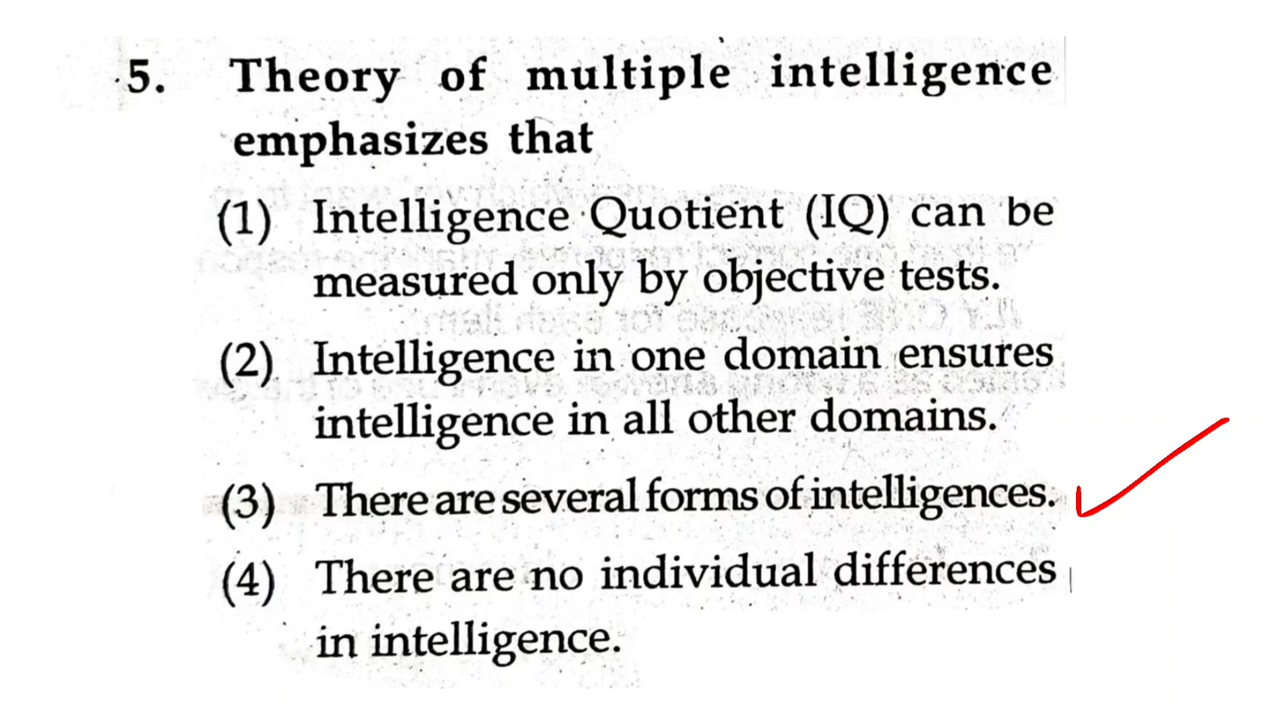 5. Theory of multiple intelligence
emphasizes that
(1) Intelligence Quotient (IQ) can be
measured only by objective tests.
(2) Intelligence in one domain ensures
intelligence in all other domains.
(3) There are several forms of intelligences.
(4) There are no individual differences
in intelligence.